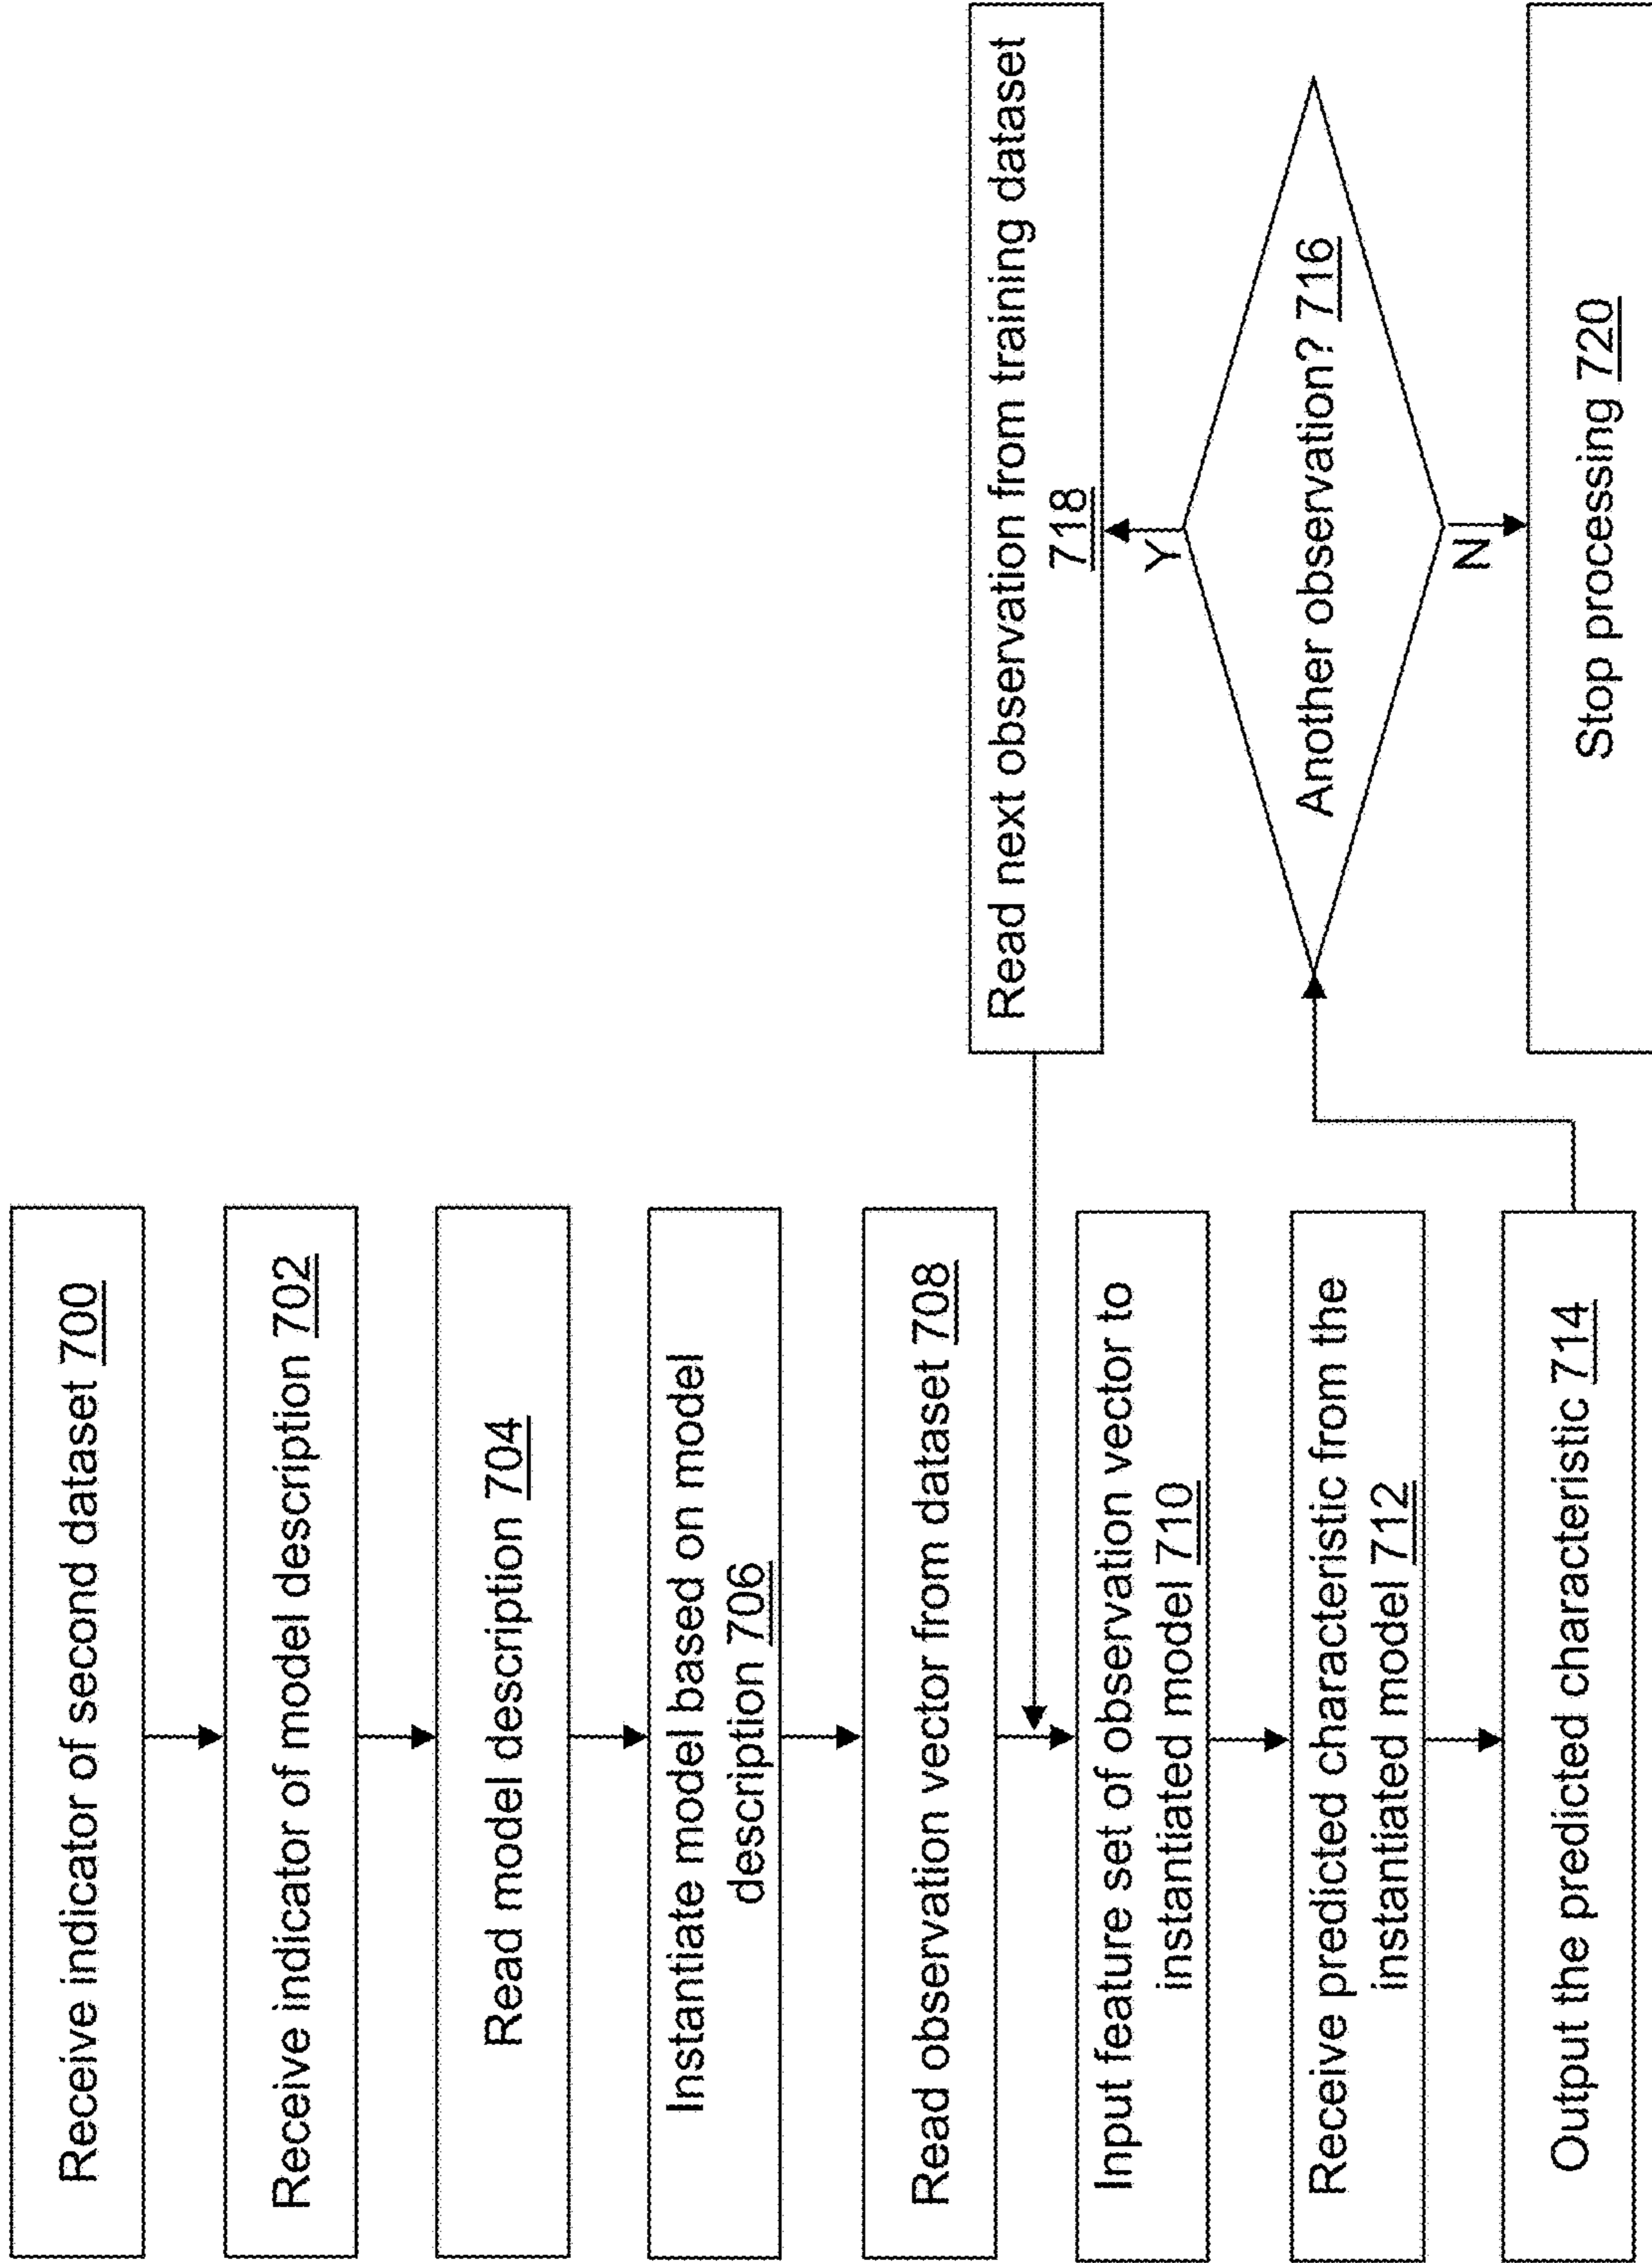 Receive indicator of second dataset 700
Receive indicator of model description 702
Read model description 704
Instantiate model based on model
description 706
Read observation vector from dataset 708
Input feature set of observation vector to
instantiated model 710
Receive predicted characteristic from the
instantiated model 712
Output the predicted characteristic 714
Read next observation from training dataset
718
Y
Another observation? 716
N
Stop processing 720